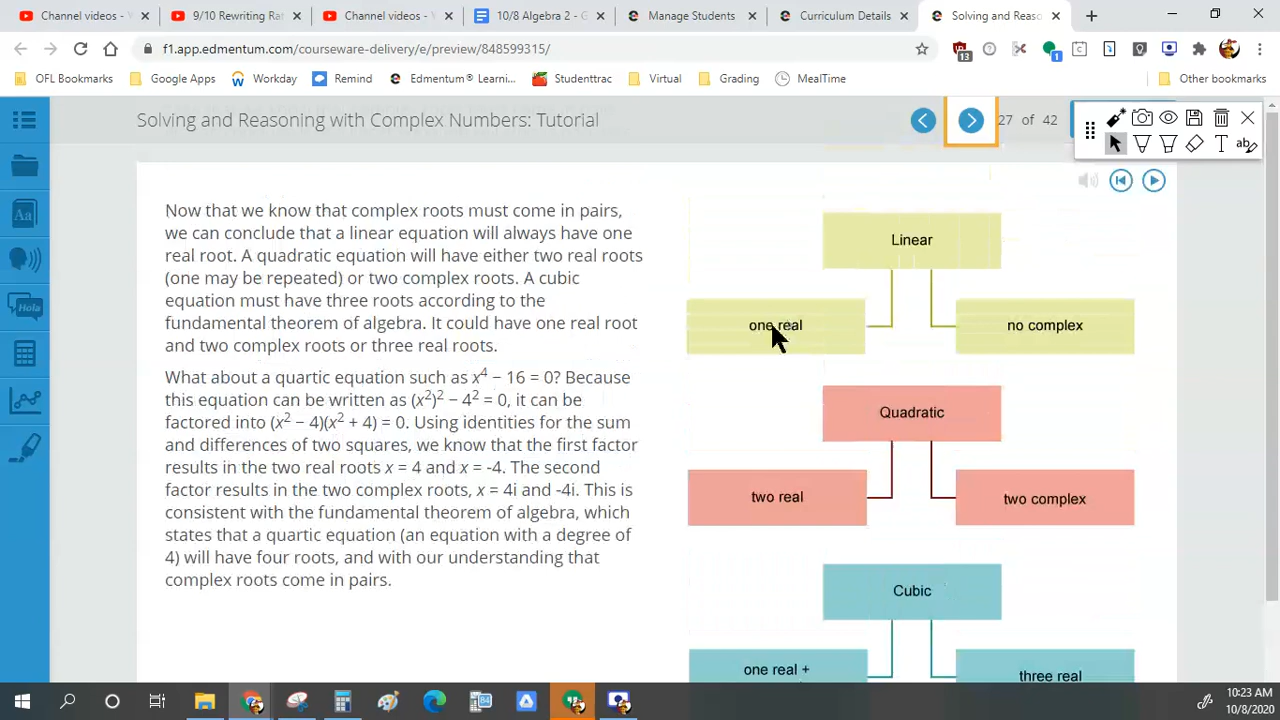 Channel videos - Y
9/10 Rewriting Ra
Channel videos - Y
10/8 Algebra 2 - G
Manage Students
Curriculum Details
Solving and Reaso
f1.app.edmentum.com/courseware-delivery/e/preview/848599315/
13
1
OFL Bookmarks
Google Apps
Workday
Remind
Edmentum® Learni...
Studenttrac
Virtual
Grading
MealTime
Other bookmarks
Solving and Reasoning with Complex Numbers: Tutorial
27 of 42
Aa
Hola
T
ab
Now that we know that complex roots must come in pairs,
we can conclude that a linear equation will always have one
real root. A quadratic equation will have either two real roots
(one may be repeated) or two complex roots. A cubic
equation must have three roots according to the
fundamental theorem of algebra. It could have one real root
and two complex roots or three real roots.
What about a quartic equation such as x⁴ − 16 = 0? Because
this equation can be written as (x²)² − 4² = 0, it can be
factored into (x² − 4)(x² + 4) = 0. Using identities for the sum
and differences of two squares, we know that the first factor
results in the two real roots x = 4 and x = -4. The second
factor results in the two complex roots, x = 4i and -4i. This is
consistent with the fundamental theorem of algebra, which
states that a quartic equation (an equation with a degree of
4) will have four roots, and with our understanding that
complex roots come in pairs.
Linear
one real
no complex
Quadratic
two real
two complex
Cubic
one real +
three real
10:23 AM
10/8/2020